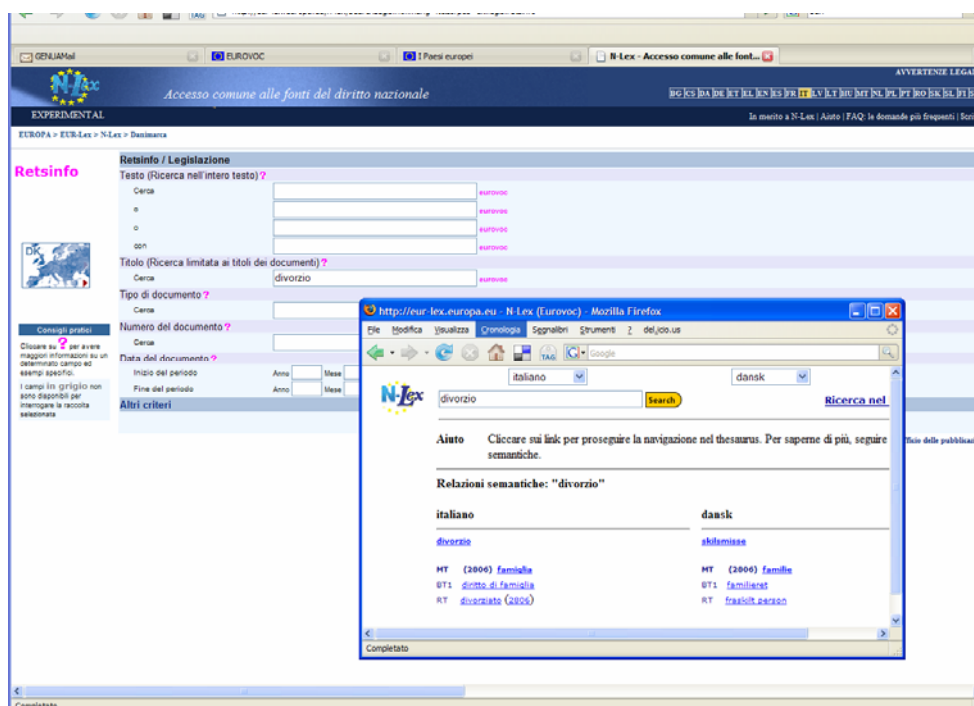 GENUAMail
EUROVOC
I Paesi europei
N-Lex - Accesso comune alle font...
N-Lex
EXPERIMENTAL
Accesso comune alle fonti del diritto nazionale
AVVERTENZE LEGAL
BG CS DA DE ET EL EN ES FR IT LV LT HU MT NL PL PT RO SK SL FI S
In merito a N-Lex | Aiuto | FAQ: le domande più frequenti | Scri
EUROPA > EUR-Lex > N-Lex > Danimarca
Retsinfo
DK
Consigli pratici
Cliccare su ? per avere
maggiori informazioni su un
determinato campo ed
esempi specifici.
I campi in grigio non
sono disponibili per
interrogare la raccolta
selezionata
Retsinfo / Legislazione
Testo (Ricerca nell'intero testo) ?
Cerca eurovoc
e eurovoc
o eurovoc
con eurovoc
Titolo (Ricerca limitata ai titoli dei documenti) ?
Cerca divorzio eurovoc
Tipo di documento ?
Cerca
Numero del documento ?
Cerca
Data del documento ?
Inizio del periodo Anno Mese
Fine del periodo Anno Mese
Altri criteri
http://eur-lex.europa.eu - N-Lex (Eurovoc) - Mozilla Firefox
File Modifica Visualizza Cronologia Segnalibri Strumenti ? del.icio.us
TAG Google
italiano dansk
N-Lex divorzio Search Ricerca nel
Aiuto Cliccare sui link per proseguire la navigazione nel thesaurus. Per saperne di più, seguire
semantiche.
Relazioni semantiche: "divorzio"
italiano dansk
divorzio skilsmisse
MT (2006) famiglia MT (2006) familie
BT1 diritto di famiglia BT1 familieret
RT divorziato (2006) RT fraskilt person
Completato
fficio delle pubblicaz
Completato